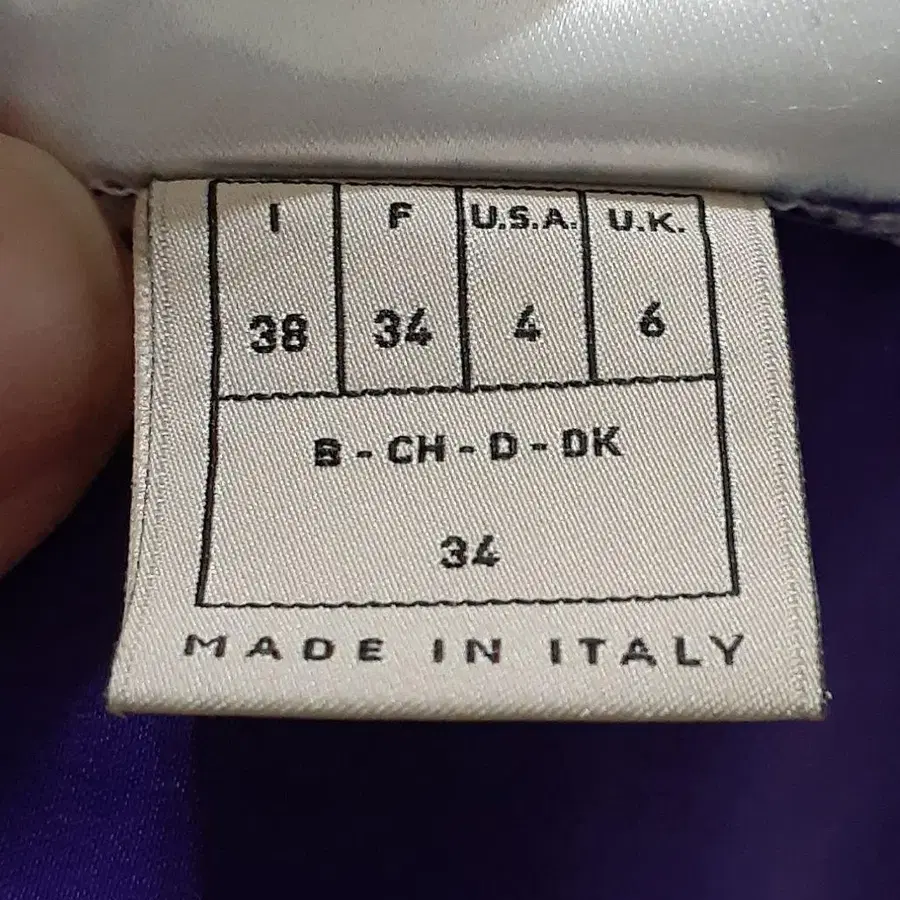 I F U.S.A. U.K.
38 34 4 6
B - CH - D - DK
34
MADE IN ITALY